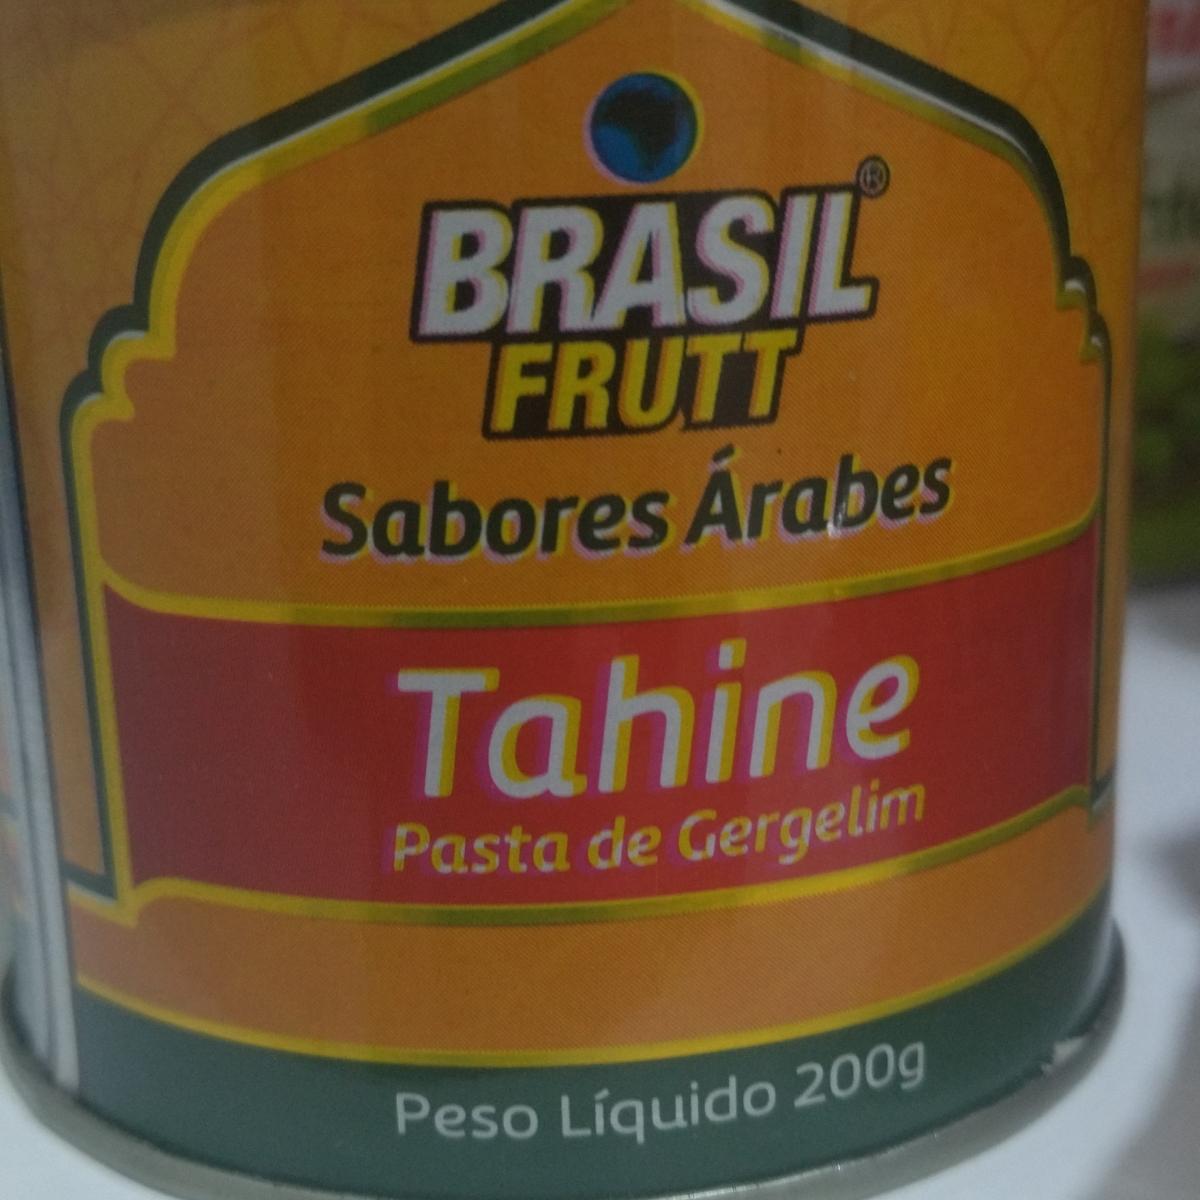 BRASIL®
FRUTT
Sabores Árabes
Tahine
Pasta de Gergelim
Peso Líquido 200g